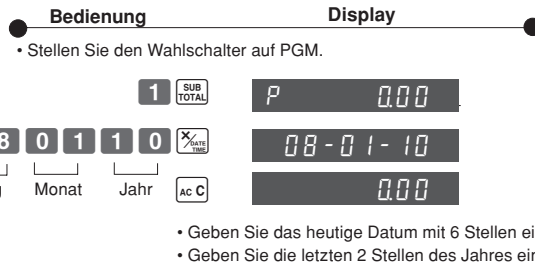 Bedienung Display
• Stellen Sie den Wahlschalter auf PGM.
1 SUB TOTAL P 0.00
8 0 1 1 0 ×/DATE TIME 08-01-10
g Monat Jahr AC C 0.00
• Geben Sie das heutige Datum mit 6 Stellen ei
• Geben Sie die letzten 2 Stellen des Jahres ein